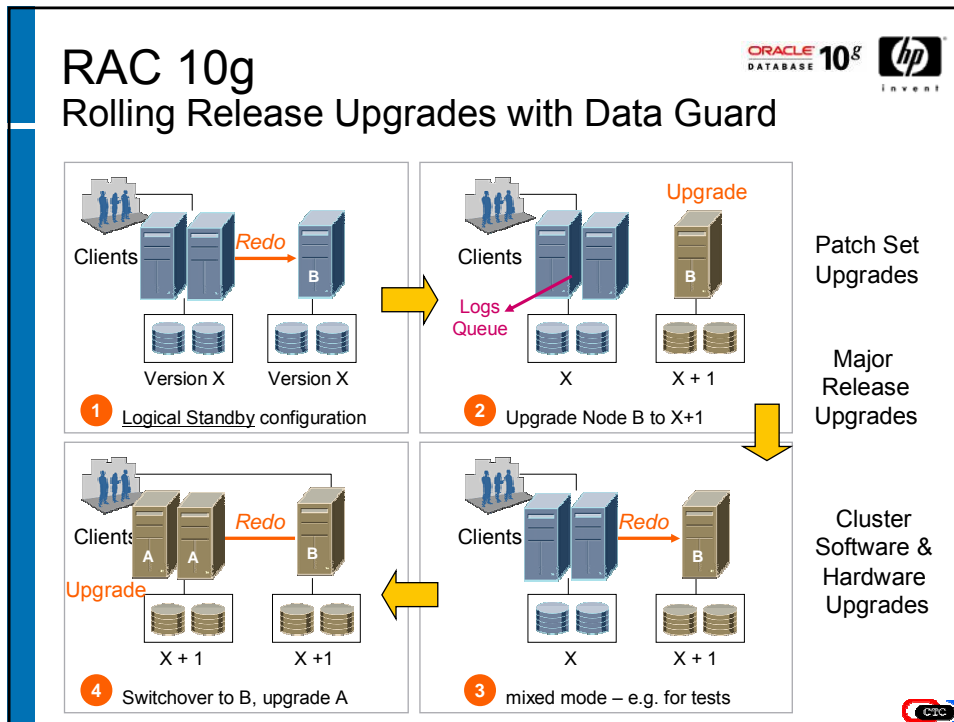 RAC 10g
Rolling Release Upgrades with Data Guard
ORACLE
DATABASE
10g
hp
invent
Clients
Redo
B
Version X
Version X
1
Logical Standby configuration
Upgrade
Clients
B
Logs
Queue
X
X + 1
2
Upgrade Node B to X+1
Patch Set
Upgrades
Major
Release
Upgrades
Cluster
Software &
Hardware
Upgrades
Clients
Redo
A
A
B
Upgrade
X + 1
X +1
4
Switchover to B, upgrade A
Clients
Redo
B
X
X + 1
3
mixed mode – e.g. for tests
CTC